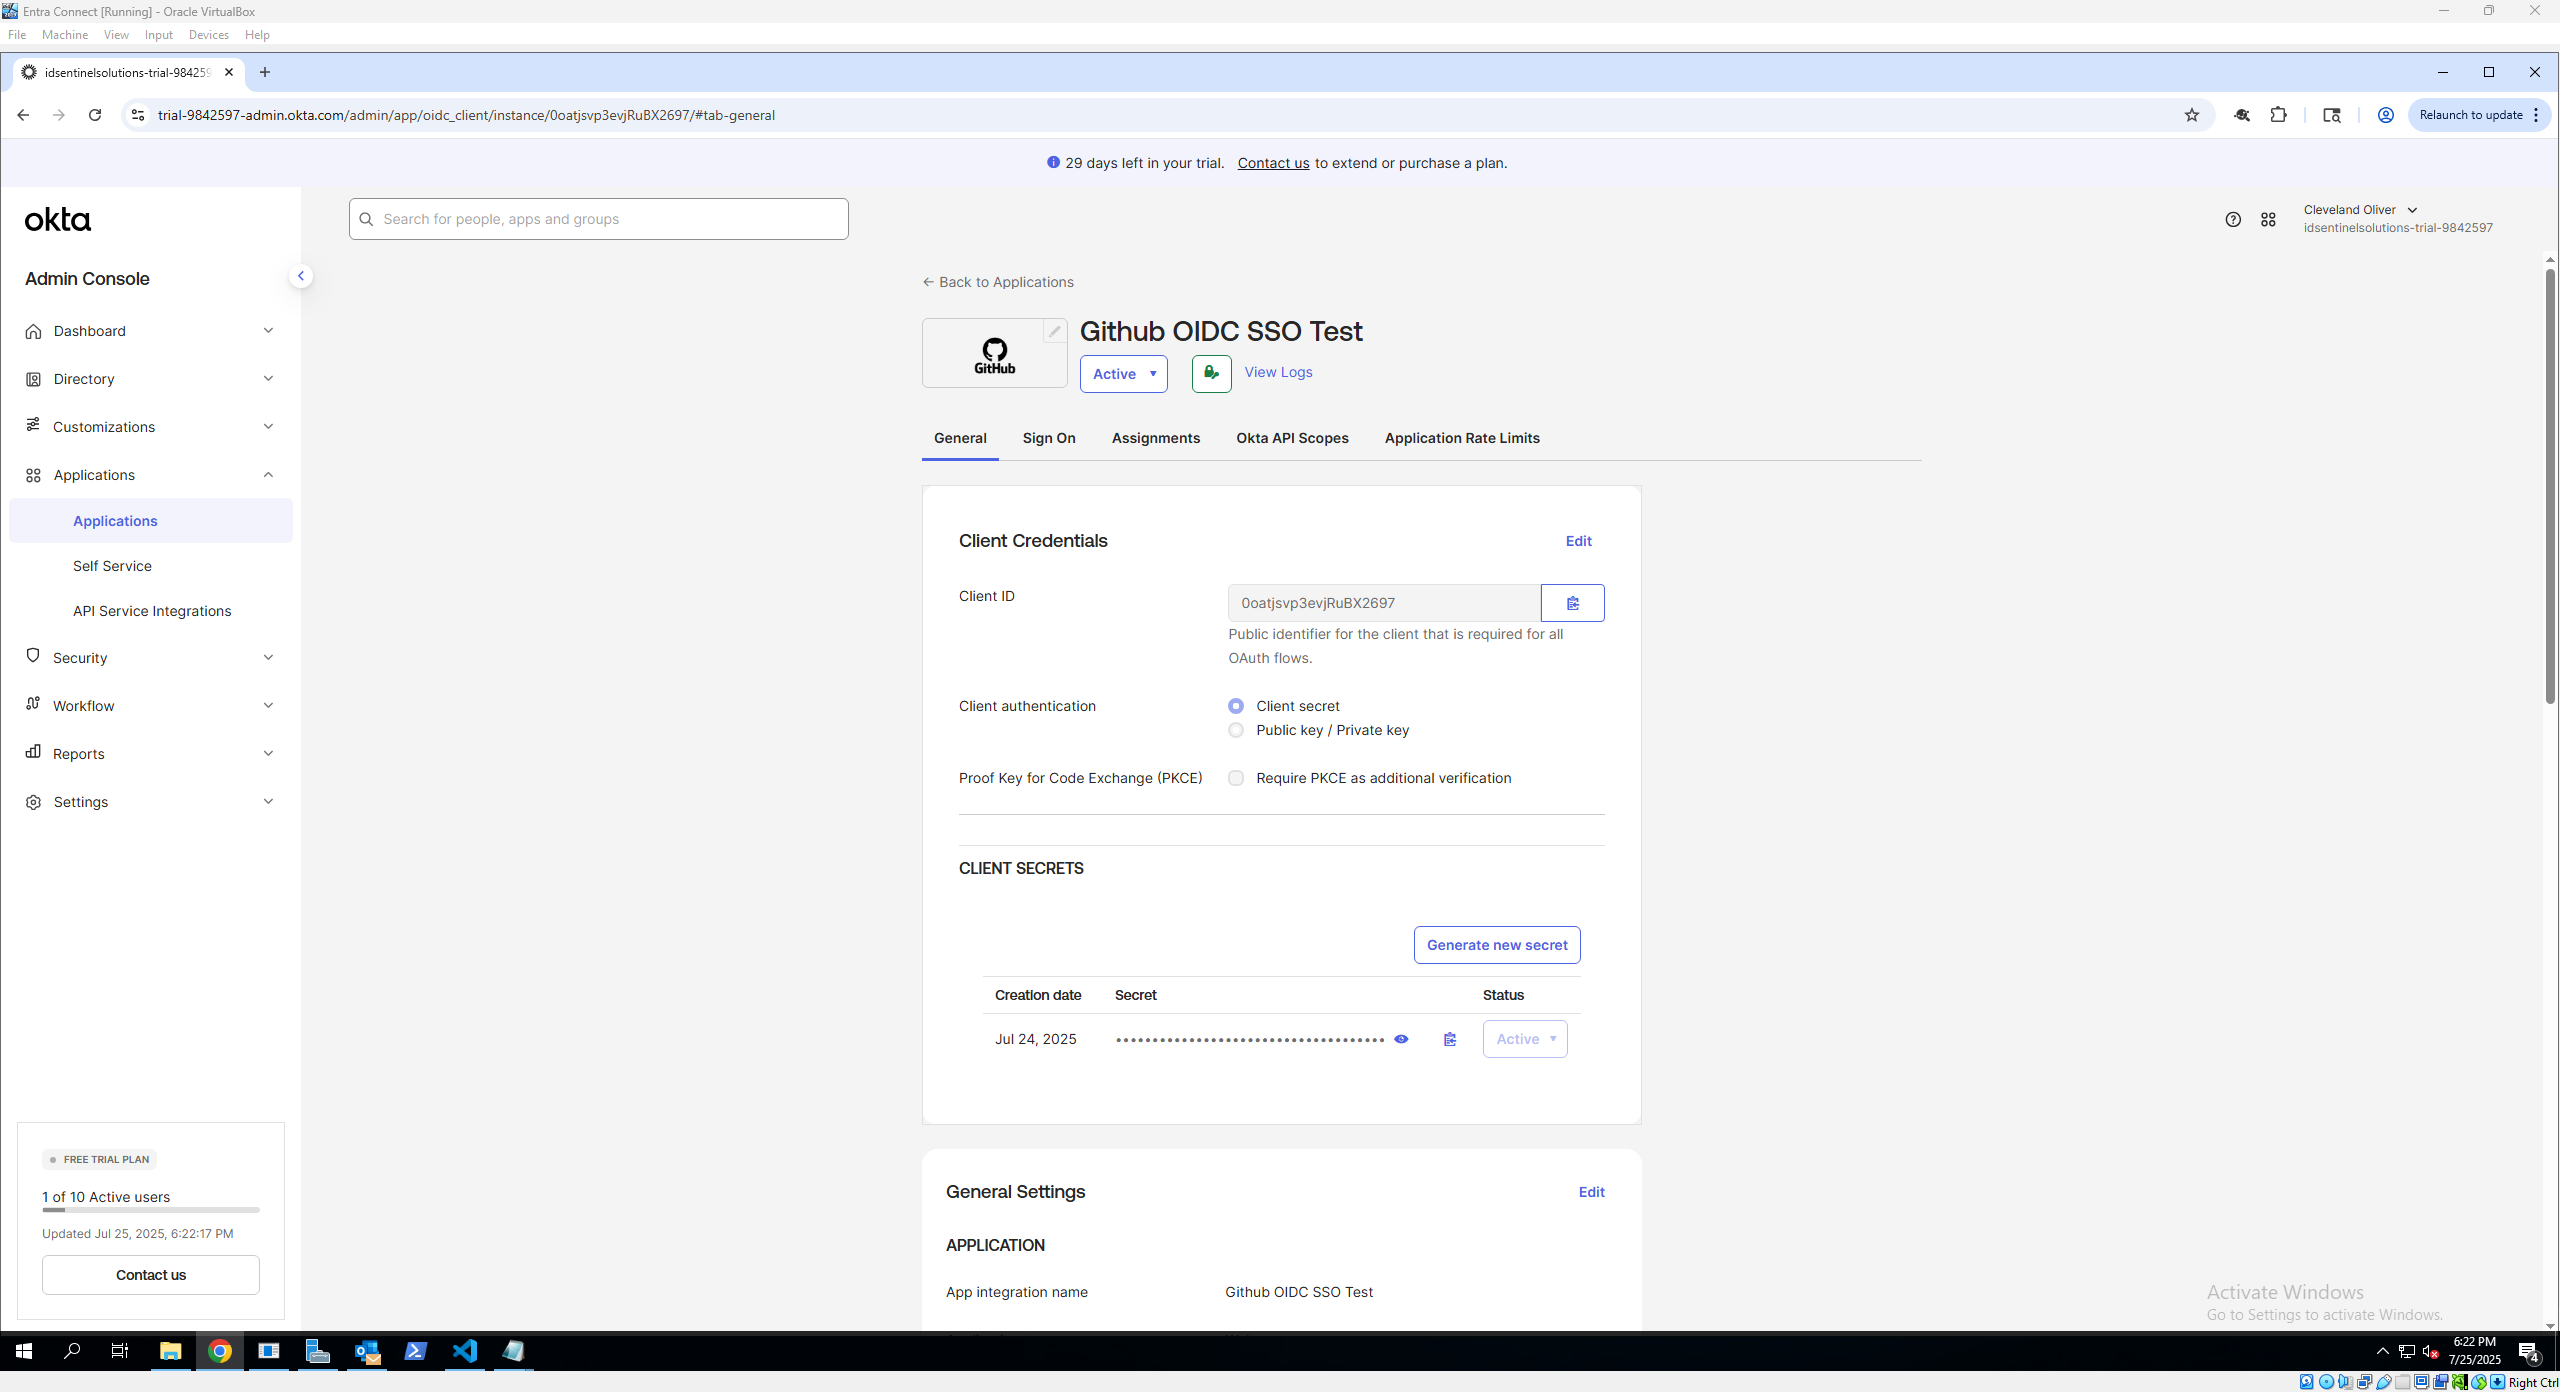 Entra Connect [Running] - Oracle VirtualBox
File Machine View Input Devices Help
idsentinelsolutions-trial-984259
trial-9842597-admin.okta.com/admin/app/oidc_client/instance/0oatjsvp3evjRuBX2697/#tab-general
Relaunch to update
29 days left in your trial. Contact us to extend or purchase a plan.
okta
Search for people, apps and groups
Cleveland Oliver
idsentinelsolutions-trial-9842597
Admin Console
Dashboard
Directory
Customizations
Applications
Applications
Self Service
API Service Integrations
Security
Workflow
Reports
Settings
FREE TRIAL PLAN
1 of 10 Active users
Updated Jul 25, 2025, 6:22:17 PM
Contact us
← Back to Applications
GitHub
Github OIDC SSO Test
Active
View Logs
General Sign On Assignments Okta API Scopes Application Rate Limits
Client Credentials Edit
Client ID 0oatjsvp3evjRuBX2697
Public identifier for the client that is required for all
OAuth flows.
Client authentication Client secret
Public key / Private key
Proof Key for Code Exchange (PKCE) Require PKCE as additional verification
CLIENT SECRETS
Generate new secret
Creation date Secret Status
Jul 24, 2025 Active
General Settings Edit
APPLICATION
App integration name Github OIDC SSO Test
Activate Windows
Go to Settings to activate Windows.
6:22 PM
7/25/2025
4
Right Ctrl